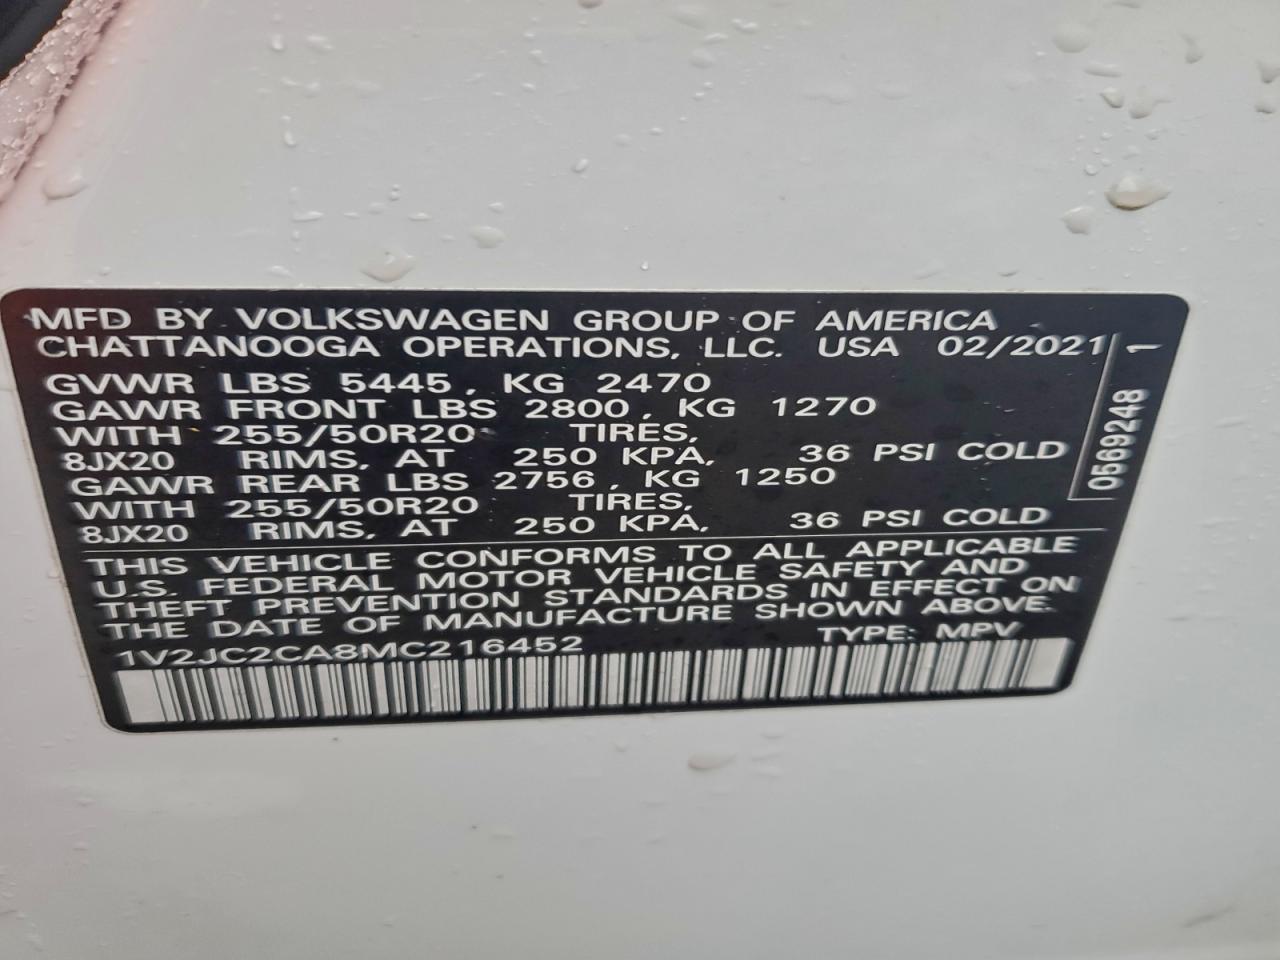 MFD BY VOLKSWAGEN GROUP OF AMERICA
CHATTANOOGA OPERATIONS, LLC. USA 02/2021
GVWR LBS 5445, KG 2470
GAWR FRONT LBS 2800, KG 1270
WITH 255/50R20 TIRES,
8JX20 RIMS, AT 250 KPA, 36 PSI COLD
GAWR REAR LBS 2756, KG 1250
WITH 255/50R20 TIRES,
8JX20 RIMS, AT 250 KPA, 36 PSI COLD
THIS VEHICLE CONFORMS TO ALL APPLICABLE
U.S. FEDERAL MOTOR VEHICLE SAFETY AND
THEFT PREVENTION STANDARDS IN EFFECT ON
THE DATE OF MANUFACTURE SHOWN ABOVE.
1V2JC2CA8MC216452 TYPE: MPV
0569248 1